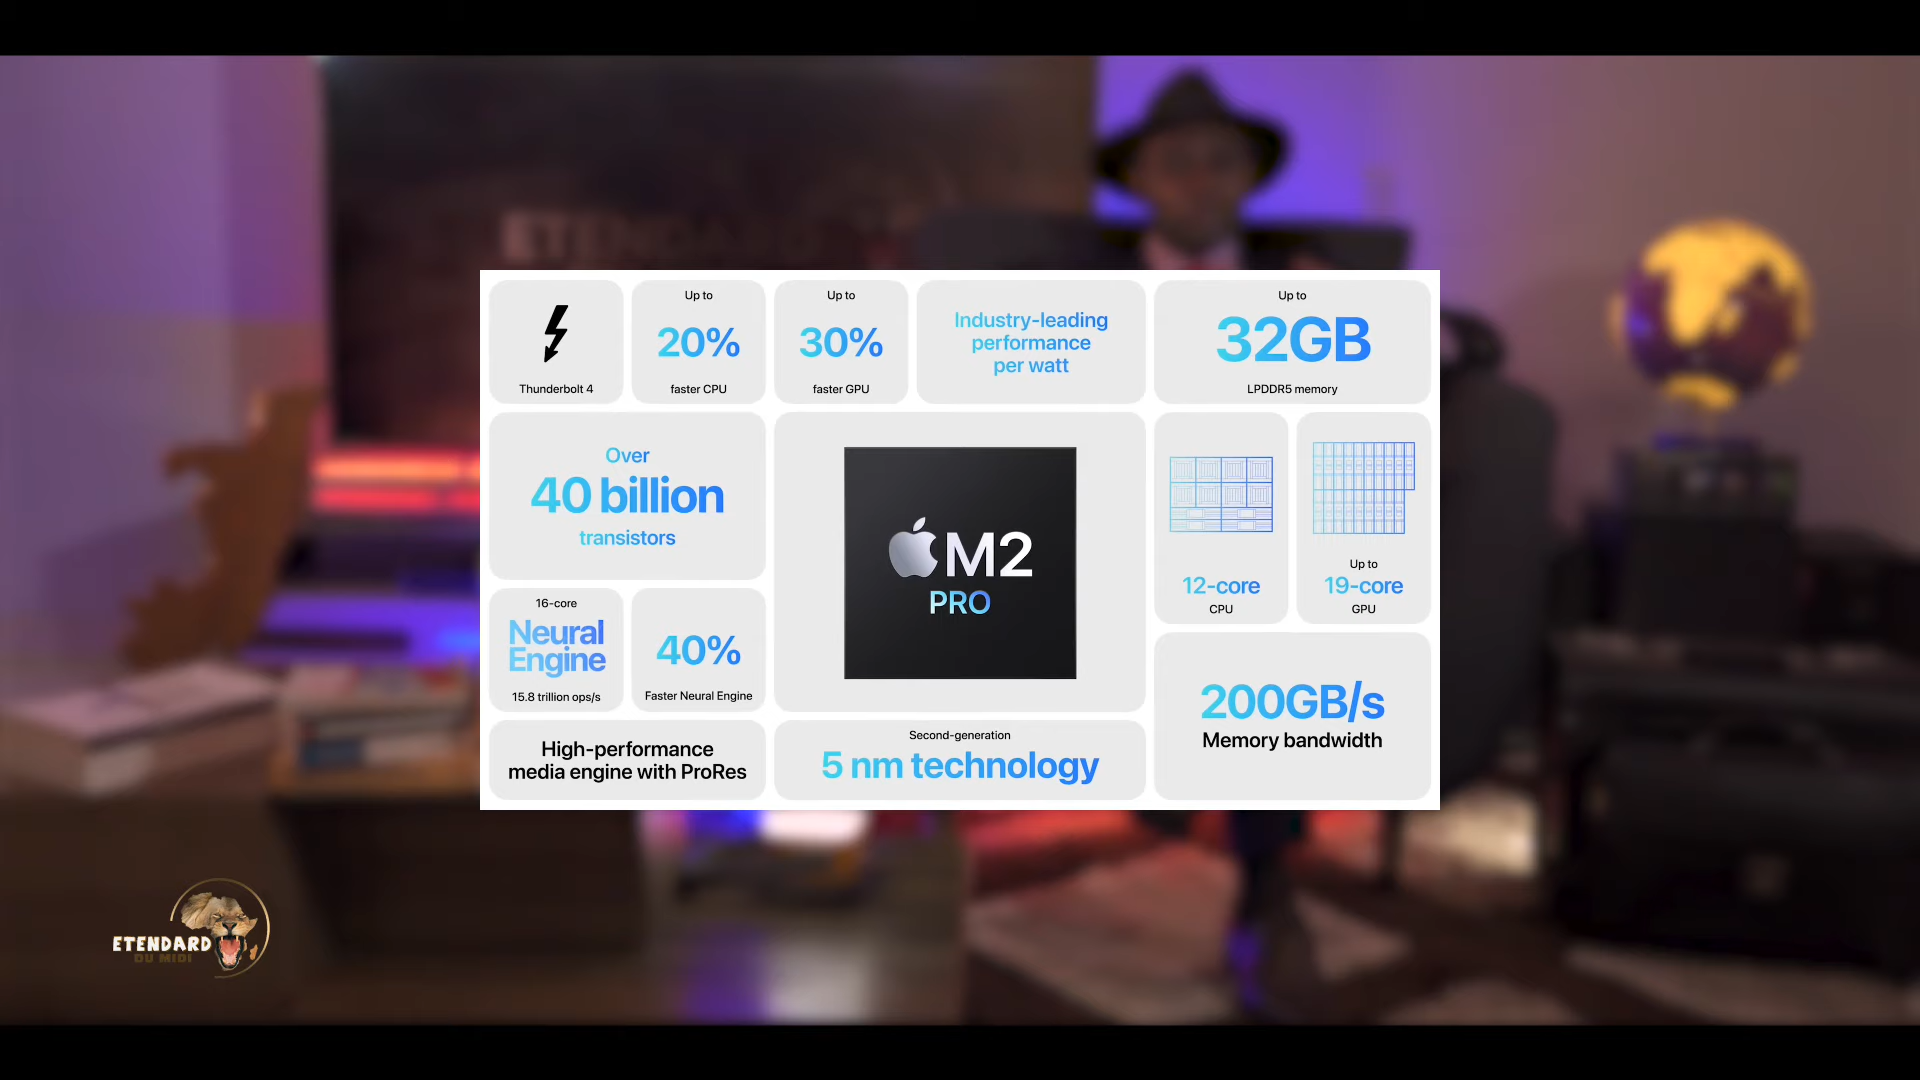 ETENDARD
Thunderbolt 4
Up to
20%
faster CPU
Up to
30%
faster GPU
Industry-leading
performance
per watt
Up to
32GB
LPDDR5 memory
Over
40 billion
transistors
M2
PRO
12-core
CPU
Up to
19-core
GPU
16-core
Neural
Engine
15.8 trillion ops/s
40%
Faster Neural Engine
200GB/s
Memory bandwidth
High-performance
media engine with ProRes
Second-generation
5 nm technology
ETENDARD
DU MIDI